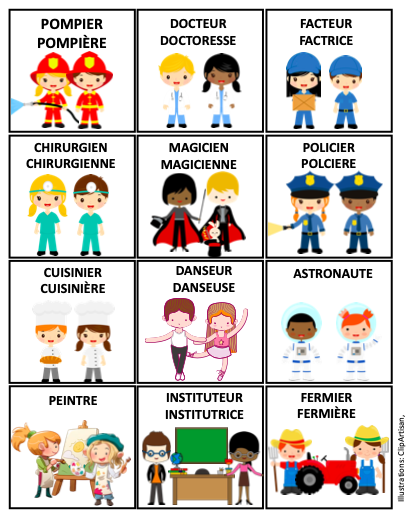 POMPIER
POMPIÈRE
DOCTEUR
DOCTORESSE
FACTEUR
FACTRICE
CHIRURGIEN
CHIRURGIENNE
MAGICIEN
MAGICIENNE
POLICIER
POLCIERE
CUISINIER
CUISINIÈRE
DANSEUR
DANSEUSE
ASTRONAUTE
PEINTRE
INSTITUTEUR
INSTITUTRICE
FERMIER
FERMIÈRE
Illustrations: ClipArtisan,